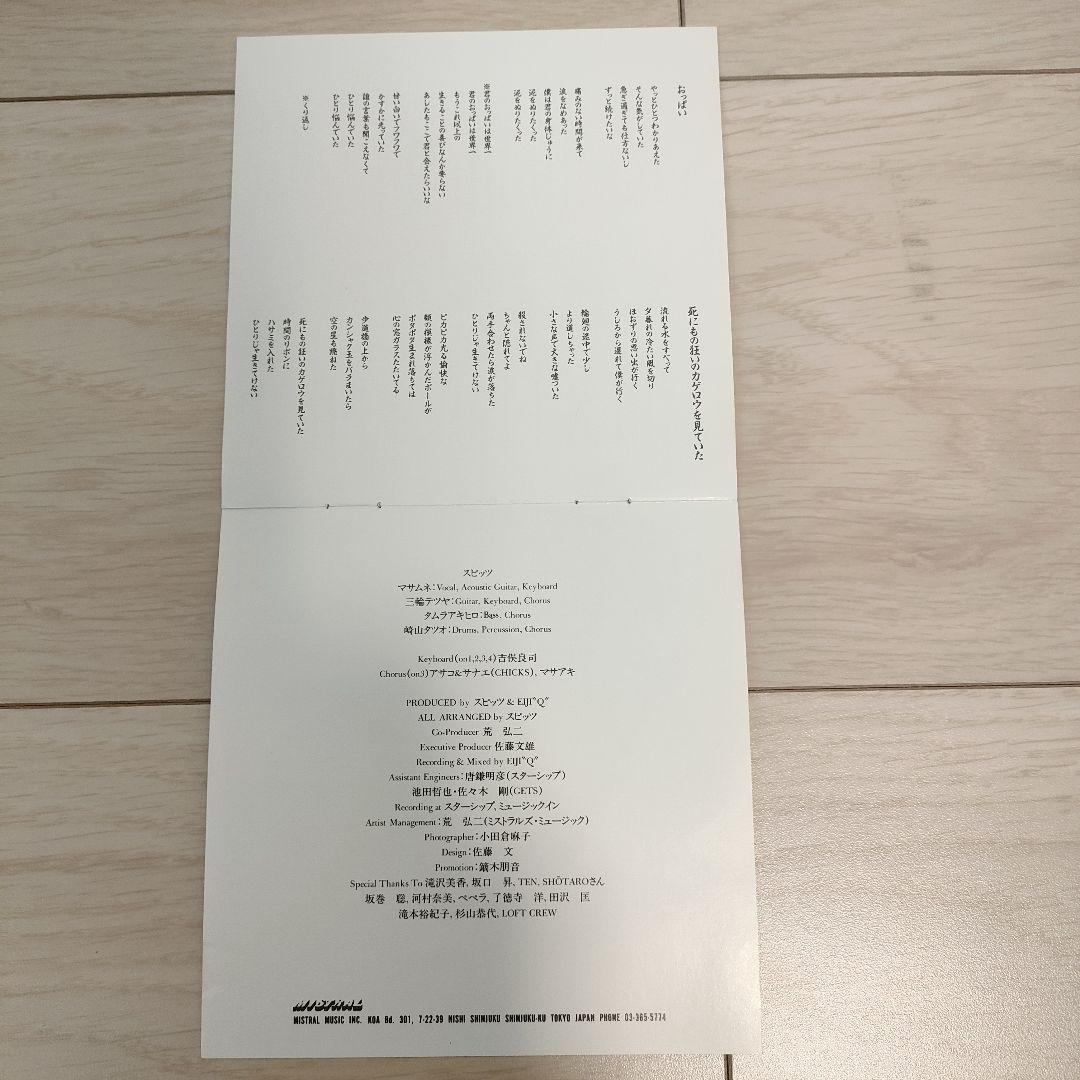 おっぱい
やっとひとつわかりあえた
そんな気がしていた
急ぎ過ぎても仕方ないし
ずっと続けたいな
痛みのない時間が来て
涙をなめあった
僕は君の身体じゅうに
泥をぬりたくった
泥をぬりたくった
※君のおっぱいは世界一
君のおっぱいは世界一
もうこれ以上の
生きることの喜びなんか要らない
あしたもここで君と会えたらいいな
甘い匂いでフワフワで
かすかに光っていた
誰の言葉も聞こえなくて
ひとり悩んでいた
ひとり悩んでいた
※くり返し
死にもの狂いのカゲロウを見ていた
流れる水をすべって
夕暮れの冷たい風を切り
ほおずりの が行く
うしろから遅れて僕が行く
輪廻の途中で少し
より道しちゃった
小さな声で大きな嘘ついた
殺されないでね
ちゃんと隠れてよ
両手合わせたら涙が落ちた
ひとりじゃ生きてけない
ピカピカ光る愉快な
頬の模様が浮かんだボールが
ボタボタ生まれ落ちては
心の窓ガラスたたいてる
歩道橋の上から
カンシャク玉をバラまいたら
空の星も揺れた
死にもの狂いのカゲロウを見ていた
時間のリボンに
ハサミを入れた
ひとりじゃ生きてけない
スピッツ
マサムネ:Vocal, Acoustic Guitar, Keyboard
三輪テツヤ:Guitar, Keyboard, Chorus
タムラアキヒロ:Bass, Chorus
崎山タツオ:Drums, Percussion, Chorus
Keyboard(on1,2,3,4)吉俣良司
Chorus(on3)アサコ&サナエ(CHICKS), マサアキ
PRODUCED by スピッツ & EIJI"Q"
ALL ARRANGED by スピッツ
Co-Producer 荒 弘二
Executive Producer 佐藤文雄
Recording & Mixed by EIJI"Q"
Assistant Engineers:唐鎌明彦(スターシップ)
池田哲也・佐々木 剛(GETS)
Recording at スターシップ, ミュージックイン
Artist Management:荒 弘二(ミストラルズ・ミュージック)
Photographer:小田倉麻子
Design:佐藤 文
Promotion:鏑木朋音
Special Thanks To 滝沢美香, 坂口 昇, TEN, SHŌTAROさん
坂巻 聡, 河村奈美, ペペラ, 了徳寺 洋, 田沢 匡
滝本裕紀子, 杉山恭代, LOFT CREW
MISTRAL
MISTRAL MUSIC INC. KOA Bd. 301, 7-22-39 NISHI SHINJUKU SHINJUKU-KU TOKYO JAPAN PHONE 03-365-5774